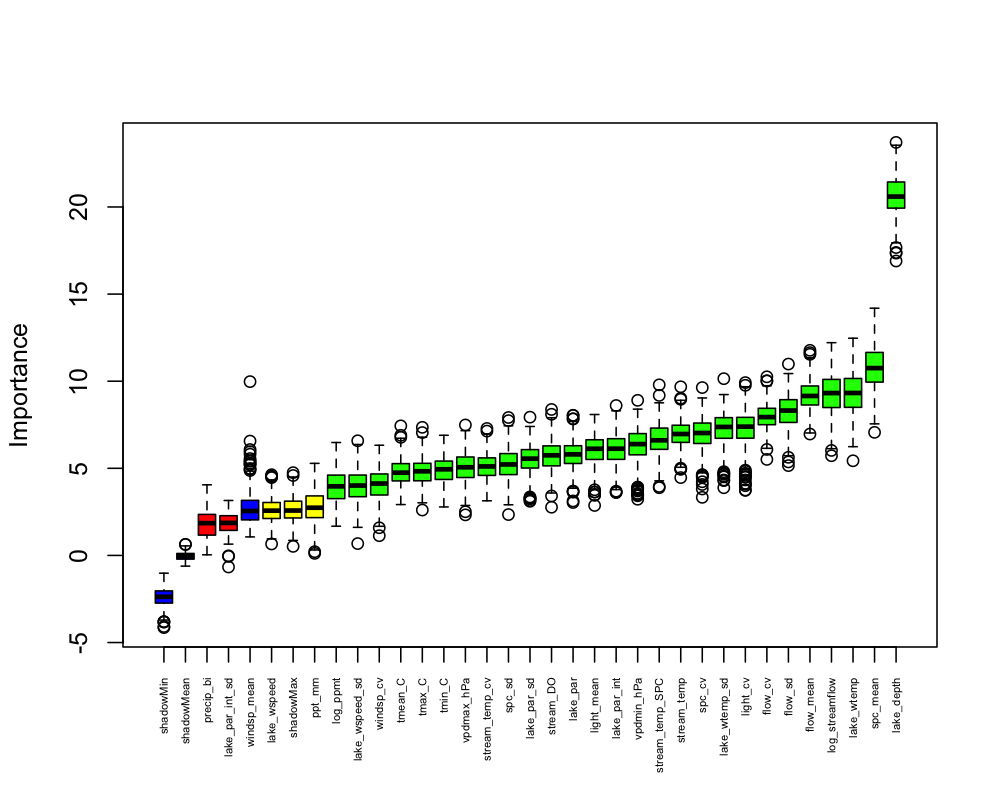 Importance
20
15
10
5
0
-5
shadowMin
shadowMean
precip_bi
lake_par_int_sd
windsp_mean
lake_wspeed
shadowMax
ppt_mm
log_ppmt
lake_wspeed_sd
windsp_cv
tmean_C
tmax_C
tmin_C
vpdmax_hPa
stream_temp_cv
spc_sd
lake_par_sd
stream_DO
lake_par
light_mean
lake_par_int
vpdmin_hPa
stream_temp_SPC
stream_temp
spc_cv
lake_wtemp_sd
light_cv
flow_cv
flow_sd
flow_mean
log_streamflow
lake_wtemp
spc_mean
lake_depth